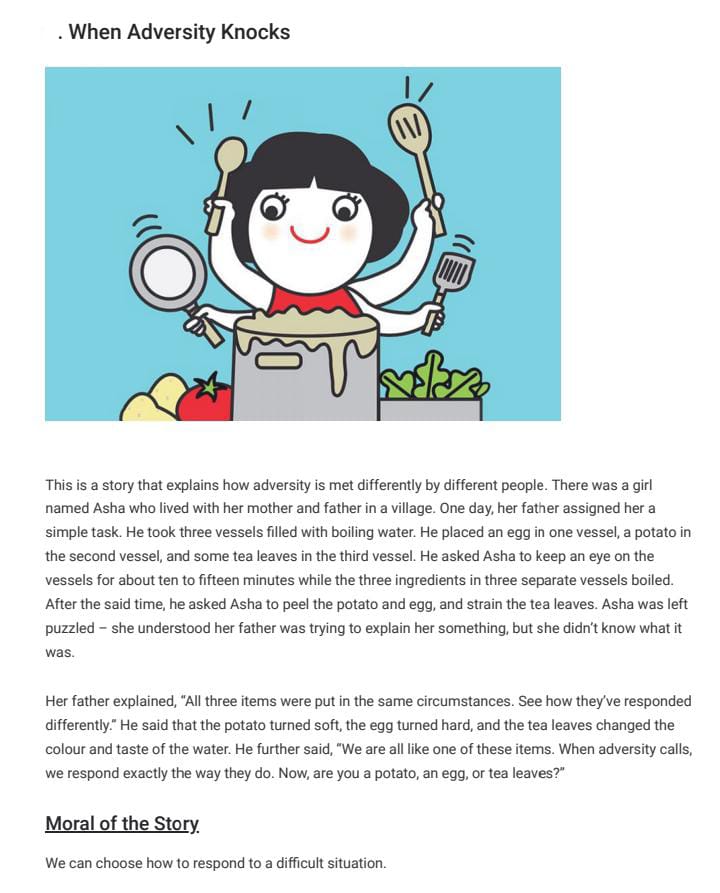 . When Adversity Knocks
This is a story that explains how adversity is met differently by different people. There was a girl
named Asha who lived with her mother and father in a village. One day, her father assigned her a
simple task. He took three vessels filled with boiling water. He placed an egg in one vessel, a potato in
the second vessel, and some tea leaves in the third vessel. He asked Asha to keep an eye on the
vessels for about ten to fifteen minutes while the three ingredients in three separate vessels boiled.
After the said time, he asked Asha to peel the potato and egg, and strain the tea leaves. Asha was left
puzzled – she understood her father was trying to explain her something, but she didn’t know what it
was.
Her father explained, “All three items were put in the same circumstances. See how they’ve responded
differently.” He said that the potato turned soft, the egg turned hard, and the tea leaves changed the
colour and taste of the water. He further said, “We are all like one of these items. When adversity calls,
we respond exactly the way they do. Now, are you a potato, an egg, or tea leaves?”
Moral of the Story
We can choose how to respond to a difficult situation.